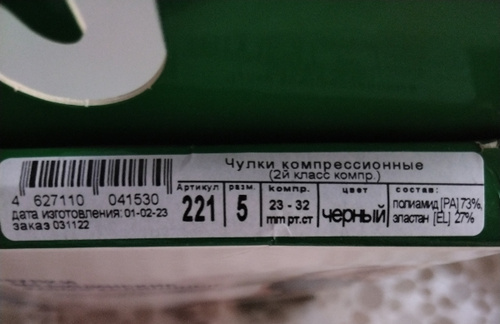 Чулки компрессионные
(2й класс компр.)
4 627110 041530
дата изготовления: 01-02-23
заказ 031122
Артикул
221
разм.
5
компр.
23 - 32
mm рт.ст
цвет
черный
состав:
полиамид [PA] 73%,
эластан [EL] 27%